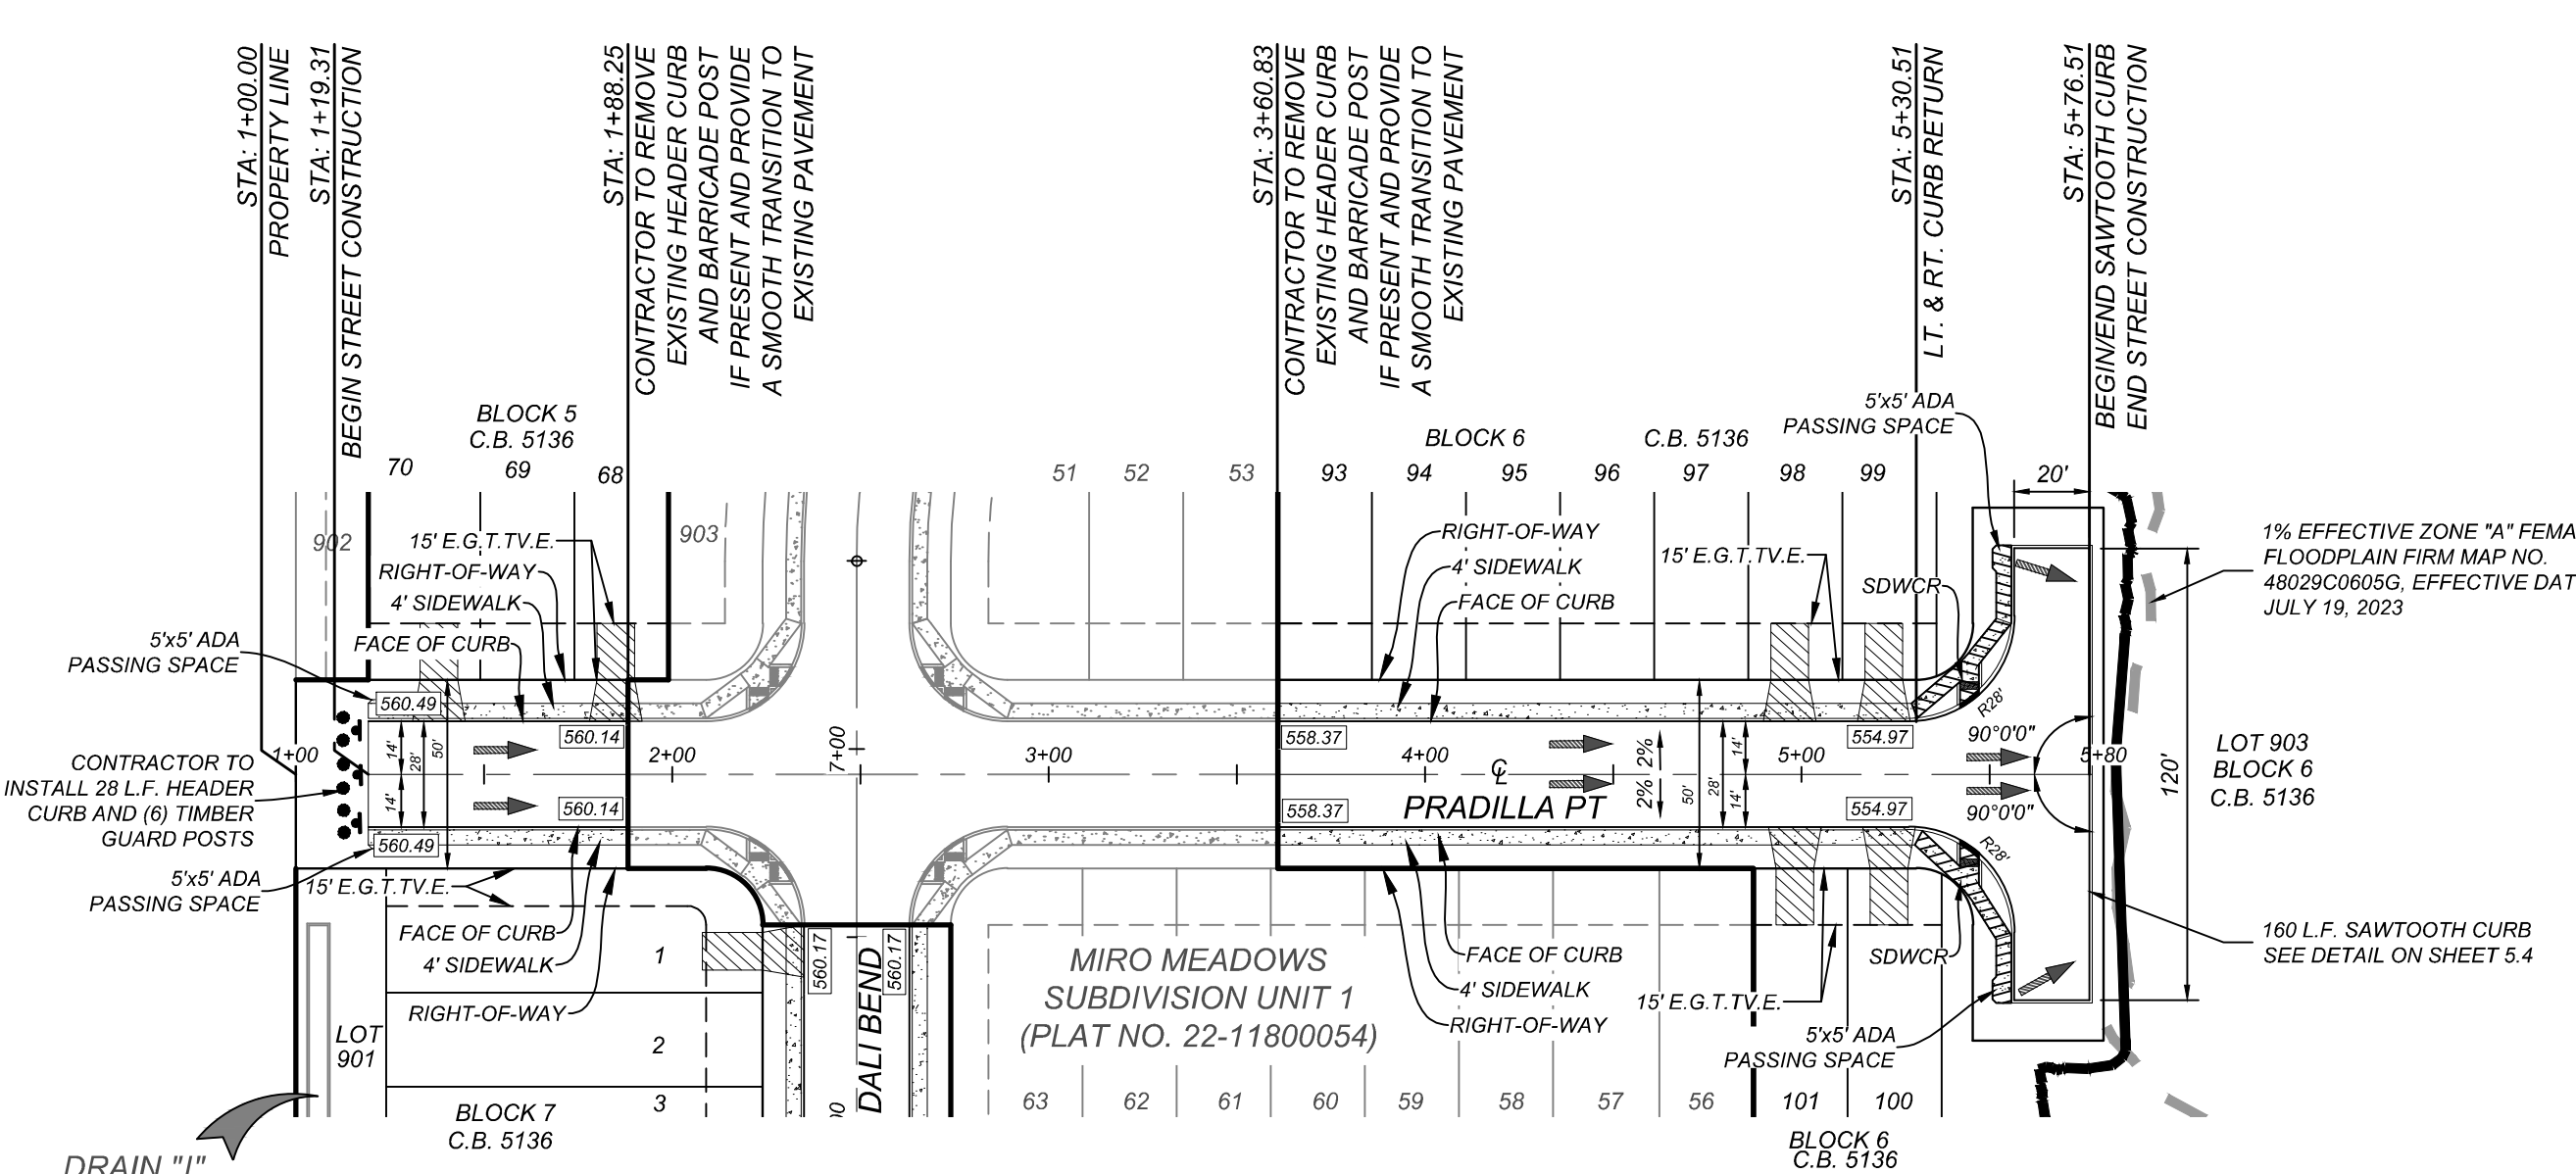 STA: 1+00.00
PROPERTY LINE
STA: 1+19.31
BEGIN STREET CONSTRUCTION
STA: 1+88.25
CONTRACTOR TO REMOVE
EXISTING HEADER CURB
AND BARRICADE POST
IF PRESENT AND PROVIDE
A SMOOTH TRANSITION TO
EXISTING PAVEMENT
STA: 3+60.83
CONTRACTOR TO REMOVE
EXISTING HEADER CURB
AND BARRICADE POST
IF PRESENT AND PROVIDE
A SMOOTH TRANSITION TO
EXISTING PAVEMENT
STA: 5+30.51
LT. & RT. CURB RETURN
STA: 5+76.51
BEGIN/END SAWTOOTH CURB
END STREET CONSTRUCTION
BLOCK 5
C.B. 5136
70
69
68
BLOCK 6
C.B. 5136
51
52
53
93
94
95
96
97
98
99
5'x5' ADA
PASSING SPACE
20'
902
903
15' E.G.T.TV.E.
RIGHT-OF-WAY
4' SIDEWALK
FACE OF CURB
5'x5' ADA
PASSING SPACE
RIGHT-OF-WAY
4' SIDEWALK
FACE OF CURB
15' E.G.T.TV.E.
SDWCR
1% EFFECTIVE ZONE "A" FEMA
FLOODPLAIN FIRM MAP NO.
48029C0605G, EFFECTIVE DAT
JULY 19, 2023
560.49
560.14
558.37
554.97
R28'
90°0'0"
1+00
14'
28'
50'
14'
2+00
7+00
3+00
4+00
℄
2%
2%
50'
28'
14'
14'
5+00
5+80
120'
LOT 903
BLOCK 6
C.B. 5136
CONTRACTOR TO
INSTALL 28 L.F. HEADER
CURB AND (6) TIMBER
GUARD POSTS
560.49
560.14
558.37
PRADILLA PT
554.97
90°0'0"
R28'
5'x5' ADA
PASSING SPACE
15' E.G.T.TV.E.
FACE OF CURB
4' SIDEWALK
RIGHT-OF-WAY
1
2
3
LOT
901
BLOCK 7
C.B. 5136
560.17
560.17
DALI BEND
00
MIRO MEADOWS
SUBDIVISION UNIT 1
(PLAT NO. 22-11800054)
FACE OF CURB
4' SIDEWALK
RIGHT-OF-WAY
15' E.G.T.TV.E.
SDWCR
5'x5' ADA
PASSING SPACE
160 L.F. SAWTOOTH CURB
SEE DETAIL ON SHEET 5.4
63
62
61
60
59
58
57
56
101
100
BLOCK 6
C.B. 5136
DRAIN "J"